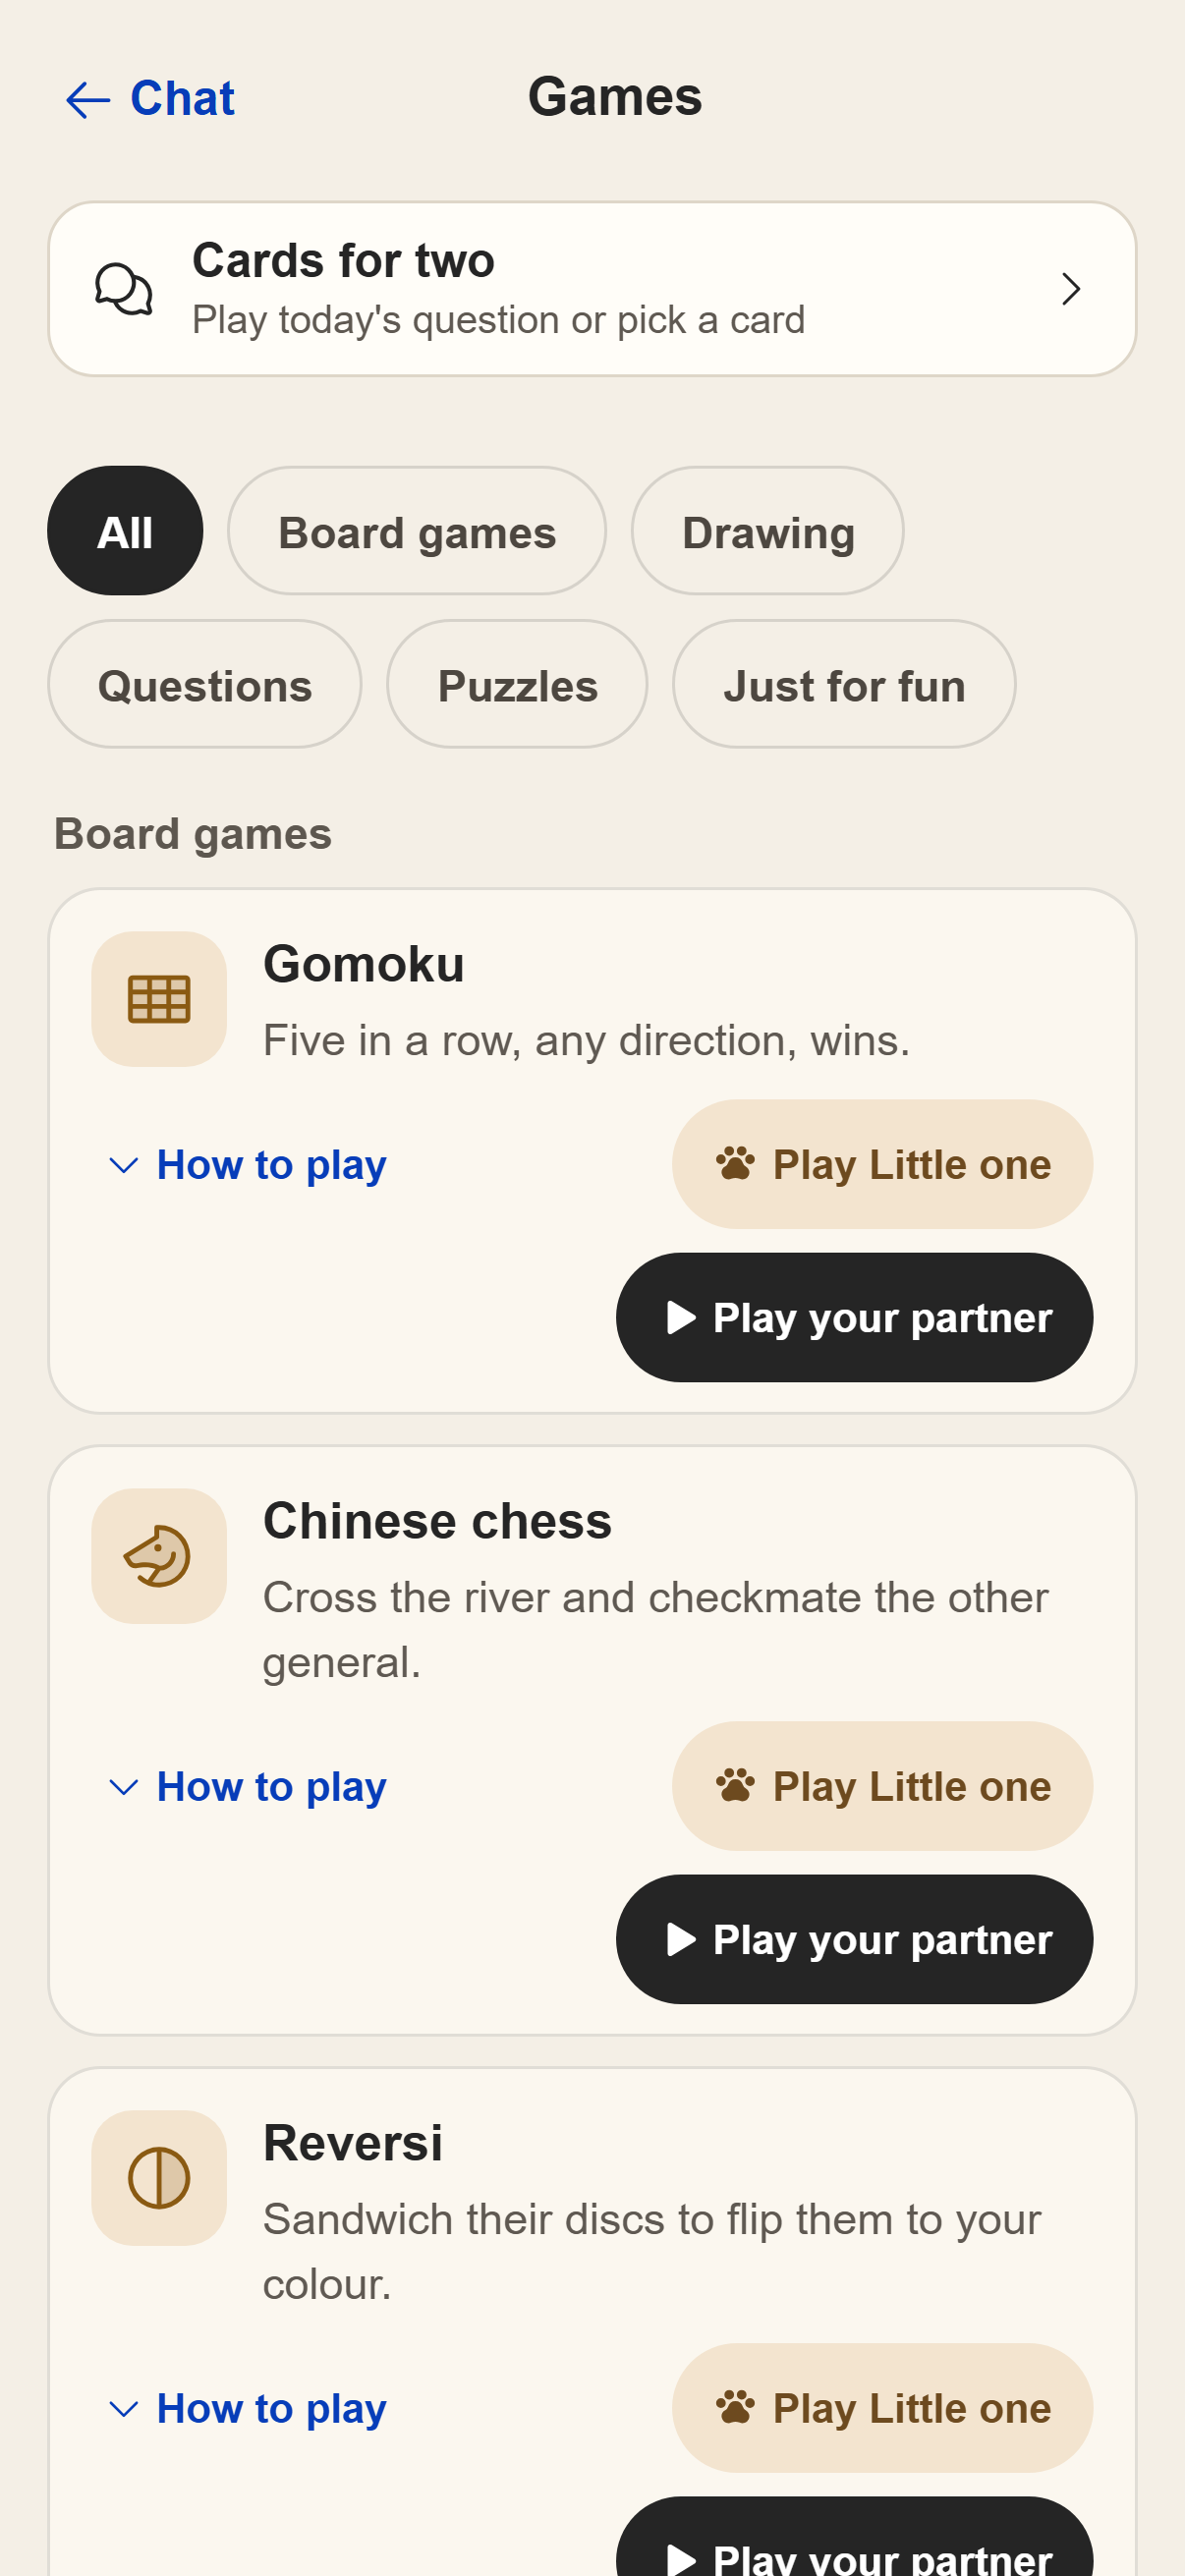 Chat
Games
Cards for two
Play today's question or pick a card
All
Board games
Drawing
Questions
Puzzles
Just for fun
Board games
Gomoku
Five in a row, any direction, wins.
How to play
Play Little one
Play your partner
Chinese chess
Cross the river and checkmate the other
general.
How to play
Play Little one
Play your partner
Reversi
Sandwich their discs to flip them to your
colour.
How to play
Play Little one
Play your partner